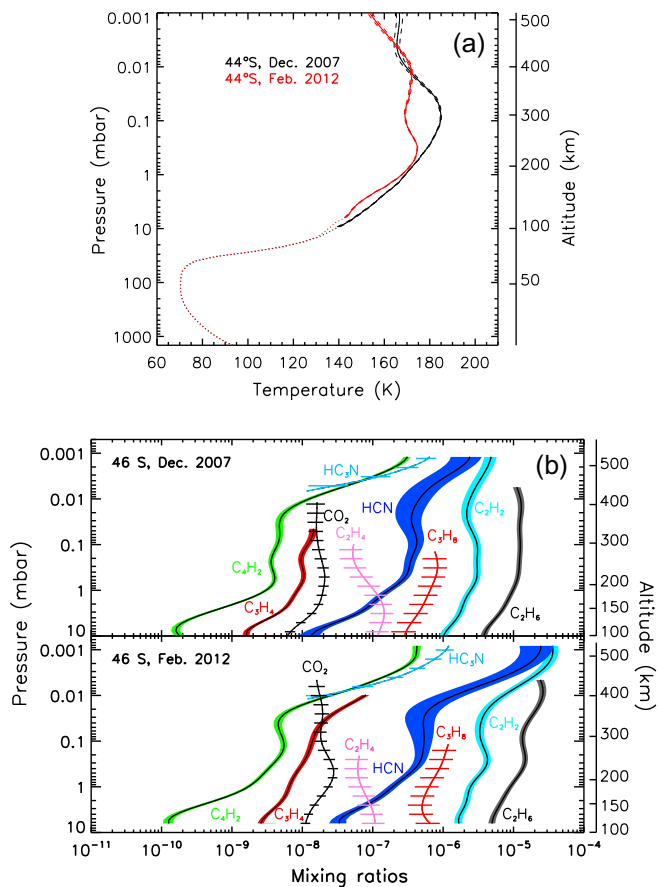 (a)
44°S, Dec. 2007
44°S, Feb. 2012
Pressure (mbar)
0.001
0.01
0.1
1
10
100
1000
Altitude (km)
500
400
300
200
100
50
60 80 100 120 140 160 180 200
Temperature (K)
(b)
46 S, Dec. 2007
Pressure (mbar)
0.001
0.01
0.1
1
10
HC₃N
CO₂
HCN
C₂H₂
C₂H₄
C₃H₈
C₄H₂
C₃H₄
C₂H₆
Altitude (km)
500
400
300
200
150
100
46 S, Feb. 2012
Pressure (mbar)
0.001
0.01
0.1
1
10
CO₂
HC₃N
C₂H₂
C₂H₄
C₃H₈
HCN
C₄H₂
C₃H₄
C₂H₆
Altitude (km)
500
400
300
200
150
100
10⁻¹¹ 10⁻¹⁰ 10⁻⁹ 10⁻⁸ 10⁻⁷ 10⁻⁶ 10⁻⁵ 10⁻⁴
Mixing ratios